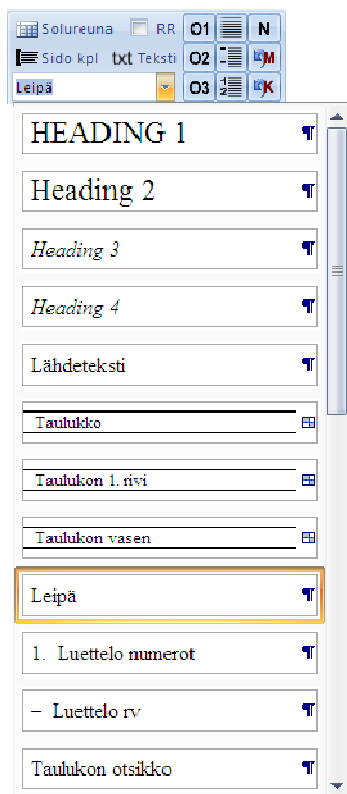 Solureuna RR O1 N
Sido kpl txt Teksti O2 M
Leipä O3 K
HEADING 1 ¶
Heading 2 ¶
Heading 3 ¶
Heading 4 ¶
Lähdeteksti ¶
Taulukko
Taulukon 1. rivi
Taulukon vasen
Leipä ¶
1. Luettelo numerot ¶
– Luettelo rv ¶
Taulukon otsikko ¶